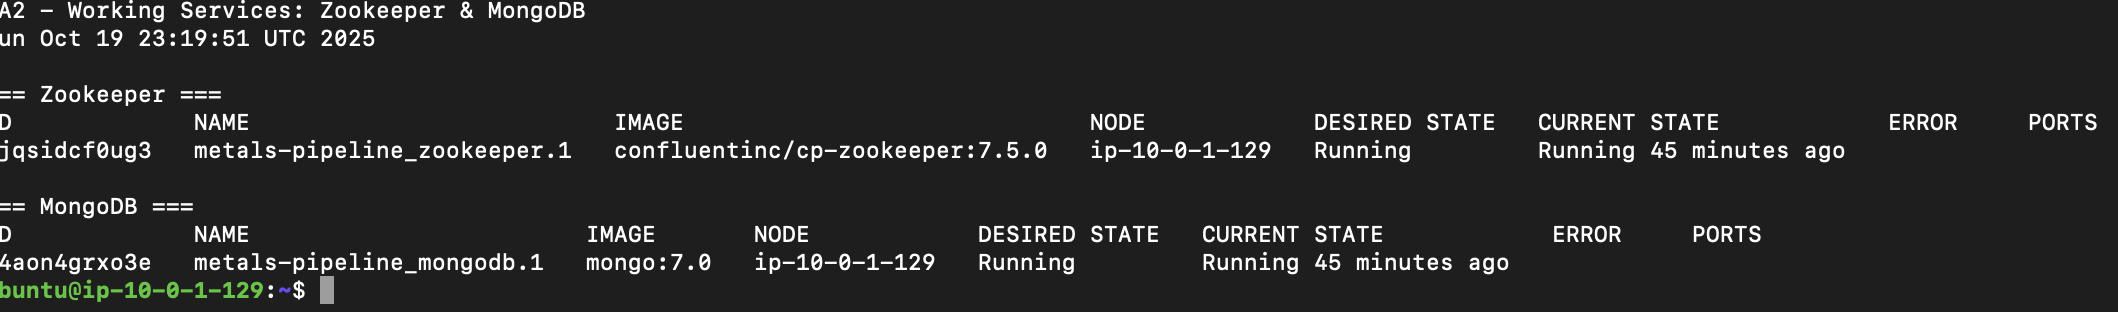 A2 - Working Services: Zookeeper & MongoDB
un Oct 19 23:19:51 UTC 2025
== Zookeeper ===
D NAME IMAGE NODE DESIRED STATE CURRENT STATE ERROR PORTS
jqsidcf0ug3 metals-pipeline_zookeeper.1 confluentinc/cp-zookeeper:7.5.0 ip-10-0-1-129 Running Running 45 minutes ago
== MongoDB ===
D NAME IMAGE NODE DESIRED STATE CURRENT STATE ERROR PORTS
4aon4grxo3e metals-pipeline_mongodb.1 mongo:7.0 ip-10-0-1-129 Running Running 45 minutes ago
buntu@ip-10-0-1-129:~$